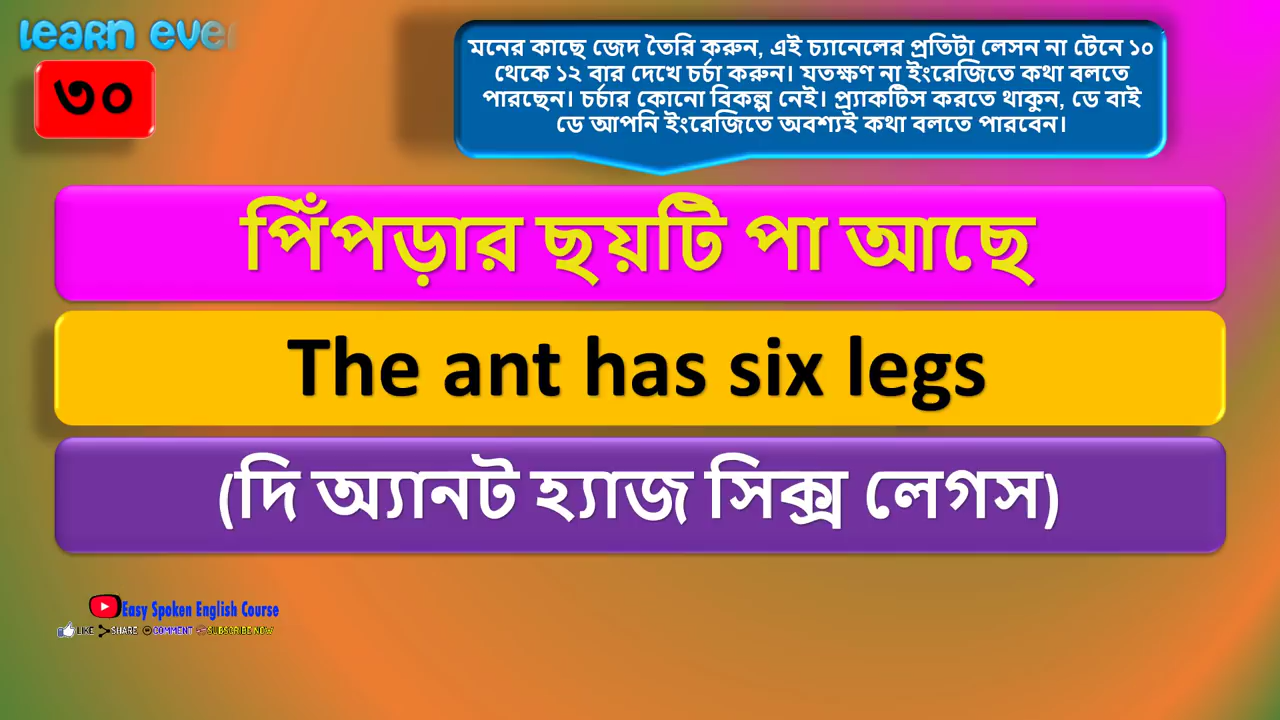 Learn
৩০
মনের কাছে জেদ তৈরি করুন, এই চ্যানেলের প্রতিটা লেসন না টেনে ১০
থেকে ১২ বার দেখে চর্চা করুন। যতক্ষণ না ইংরেজিতে কথা বলতে
পারছেন। চর্চার কোনো বিকল্প নেই। প্র্যাকটিস করতে থাকুন, ডে বাই
ডে আপনি ইংরেজিতে অবশ্যই কথা বলতে পারবেন।
পিঁপড়ার ছয়টি পা আছে
The ant has six legs
(দি অ্যানট হ্যাজ সিক্স লেগস)
Easy Spoken English Course
LIKE SHARE COMMENT SUBSCRIBE NOW